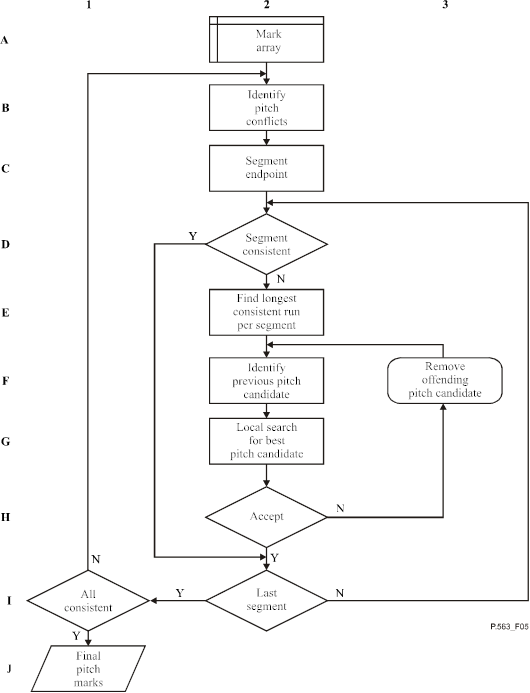 1 2 3
A
Mark
array
B
Identify
pitch
conflicts
C
Segment
endpoint
D
Y
Segment
consistent
N
E
Find longest
consistent run
per segment
F
Identify
previous pitch
candidate
Remove
offending
pitch candidate
G
Local search
for best
pitch candidate
H
Accept
N
Y
N
I
All
consistent
Y
Last
segment
N
Y
P.563_F05
J
Final
pitch
marks